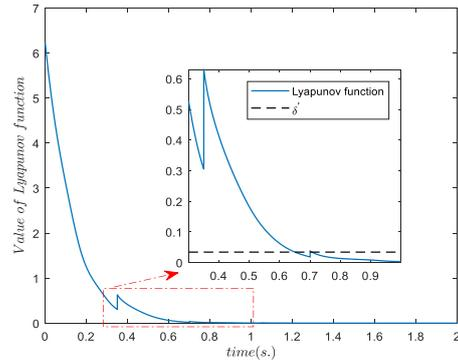 Value of Lyapunov function
7
6
5
4
3
2
1
0
0 0.2 0.4 0.6 0.8 1 1.2 1.4 1.6 1.8 2
time(s.)
0.6
0.5
0.4
0.3
0.2
0.1
0
0.4 0.5 0.6 0.7 0.8 0.9
Lyapunov function
δ′